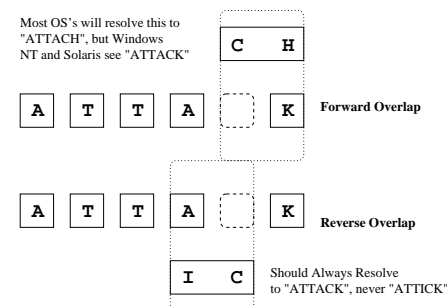 Most OS's will resolve this to
"ATTACH", but Windows
NT and Solaris see "ATTACK"
C H
A T T A K
Forward Overlap
A T T A K
Reverse Overlap
I C
Should Always Resolve
to "ATTACK", never "ATTICK"